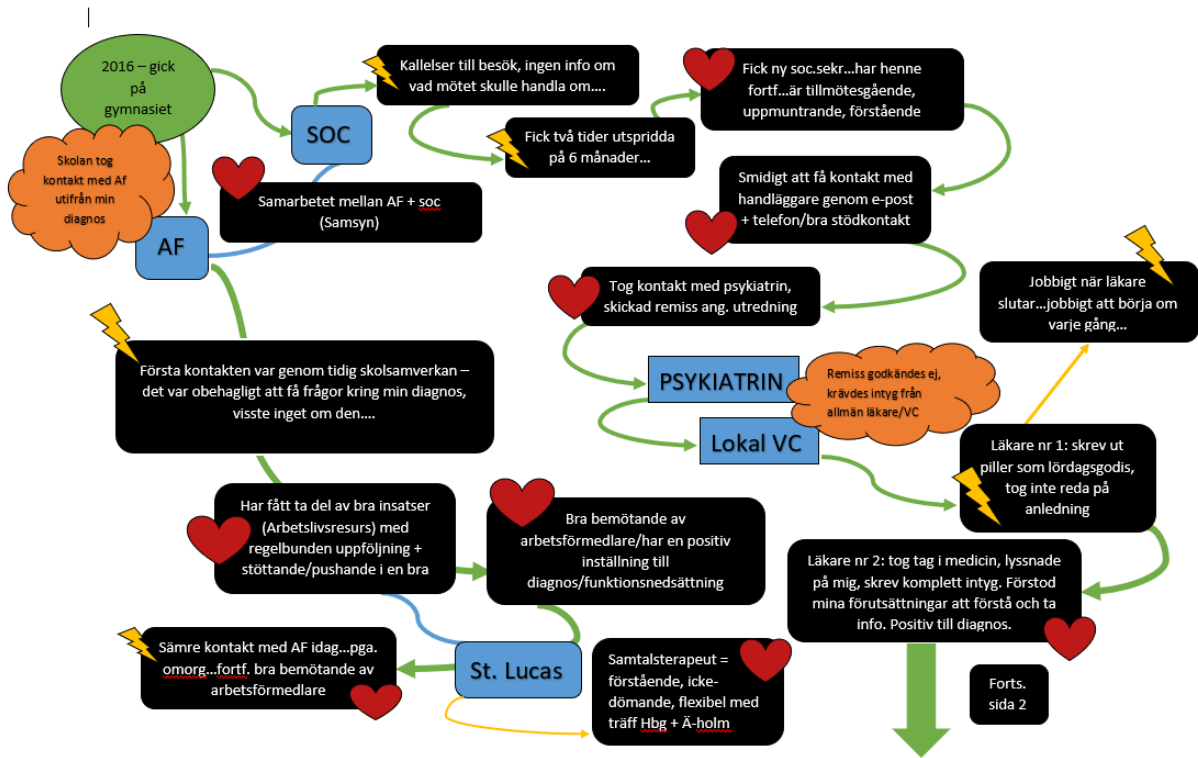 2016 – gick
på
gymnasiet
Skolan tog
kontakt med Af
utifrån min
diagnos
AF
SOC
Samarbetet mellan AF + soc
(Samsyn)
Kallelser till besök, ingen info om
vad mötet skulle handla om….
Fick två tider utspridda
på 6 månader…
Fick ny soc.sekr…har henne
fortf…är tillmötesgående,
uppmuntrande, förstående
Smidigt att få kontakt med
handläggare genom e-post
+ telefon/bra stödkontakt
Tog kontakt med psykiatrin,
skickad remiss ang. utredning
PSYKIATRIN
Remiss godkändes ej,
krävdes intyg från
allmän läkare/VC
Lokal VC
Läkare nr 1: skrev ut
piller som lördagsgodis,
tog inte reda på
anledning
Jobbigt när läkare
slutar…jobbigt att börja om
varje gång…
Läkare nr 2: tog tag i medicin, lyssnade
på mig, skrev komplett intyg. Förstod
mina förutsättningar att förstå och ta
info. Positiv till diagnos.
Forts.
sida 2
Första kontakten var genom tidig skolsamverkan –
det var obehagligt att få frågor kring min diagnos,
visste inget om den….
Har fått ta del av bra insatser
(Arbetslivsresurs) med
regelbunden uppföljning +
stöttande/pushande i en bra
Bra bemötande av
arbetsförmedlare/har en positiv
inställning till
diagnos/funktionsnedsättning
St. Lucas
Sämre kontakt med AF idag…pga.
omorg…fortf. bra bemötande av
arbetsförmedlare
Samtalsterapeut =
förstående, icke-
dömande, flexibel med
träff Hbg + Ä-holm